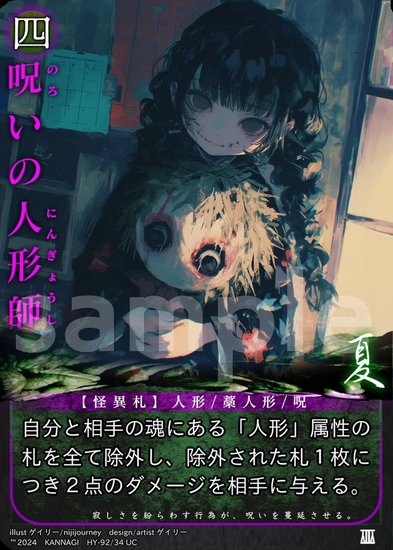 四
呪いの人形師
のろ
にんぎょうし
sample
夏
【怪異札】人形/藁人形/呪
自分と相手の魂にある「人形」属性の
札を全て除外し、除外された札１枚に
つき２点のダメージを相手に与える。
寂しさを紛らわす行為が、呪いを蔓延させる。
illust ゲイリー/nijijourney design/artist ゲイリー
™2024 KANNAGI HY-92/34 UC